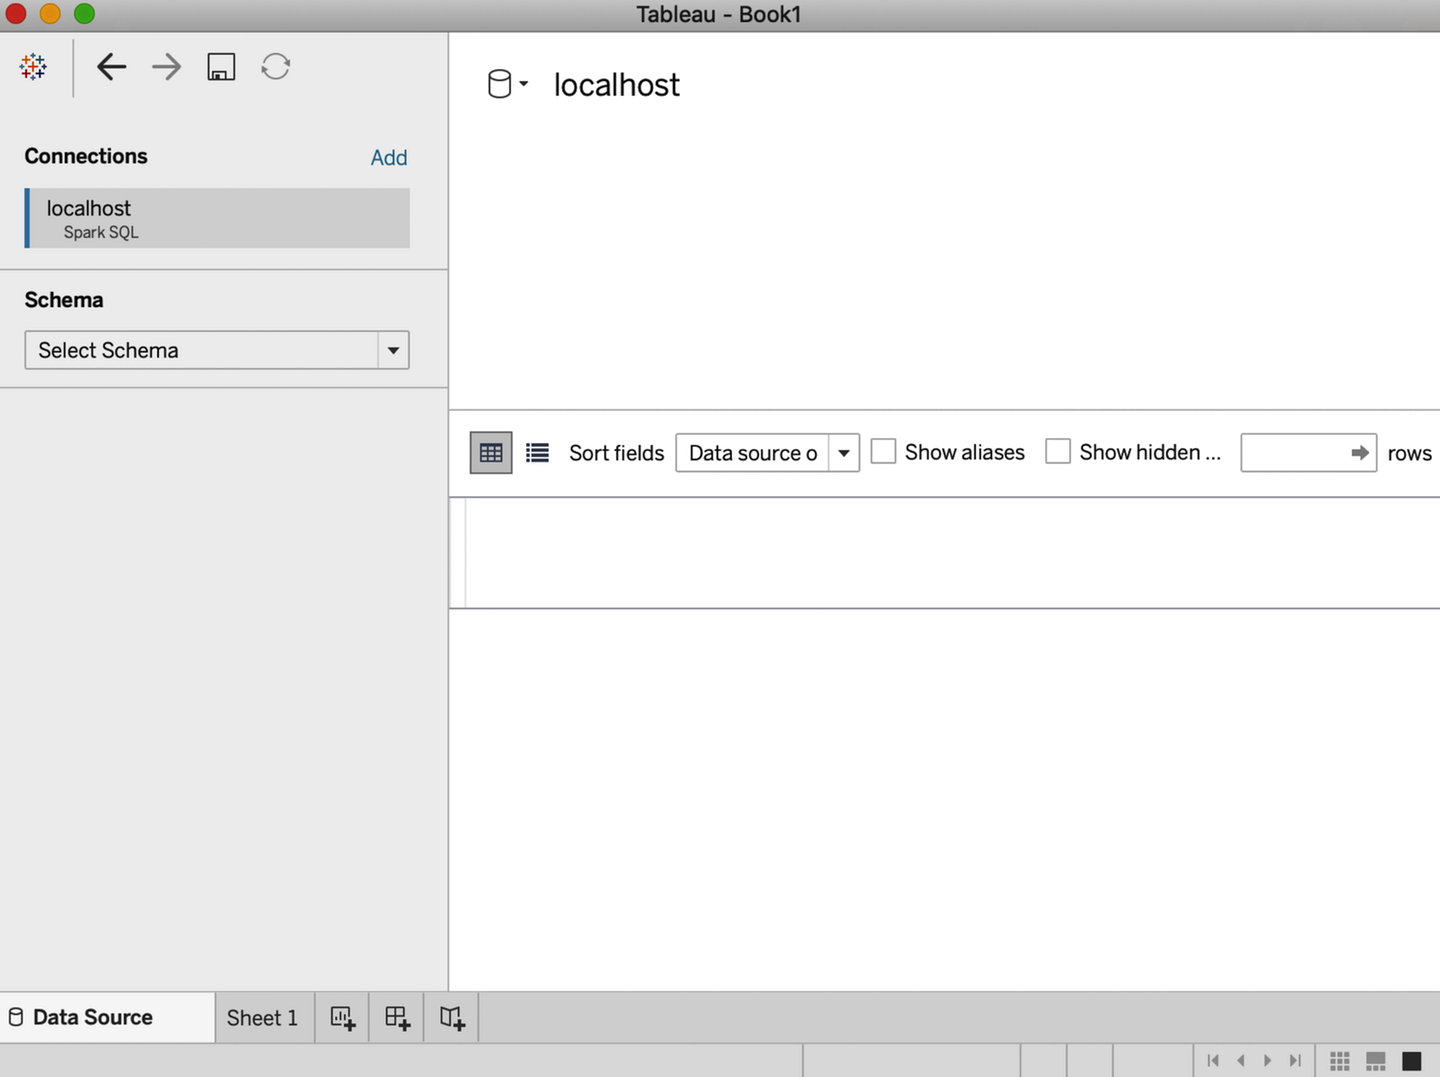 Tableau - Book1
localhost
Connections
Add
localhost
Spark SQL
Schema
Select Schema
Sort fields
Data source o
Show aliases
Show hidden ...
rows
Data Source
Sheet 1